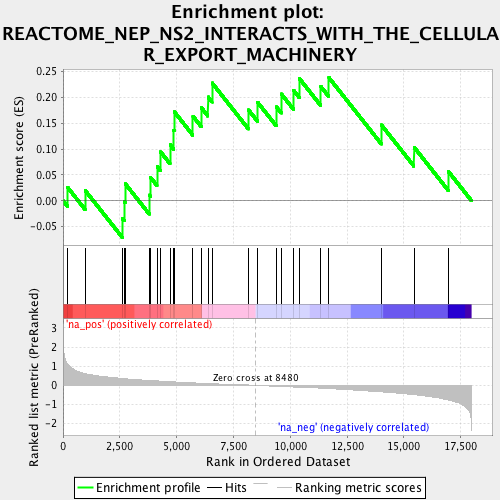 Enrichment plot:
REACTOME_NEP_NS2_INTERACTS_WITH_THE_CELLULA
R_EXPORT_MACHINERY
Enrichment score (ES)
0.25
0.20
0.15
0.10
0.05
0.00
-0.05
'na_pos' (positively correlated)
Ranked list metric (PreRanked)
3
2
1
0
-1
-2
Zero cross at 8480
'na_neg' (negatively correlated)
0
2,500
5,000
7,500
10,000
12,500
15,000
17,500
Rank in Ordered Dataset
Enrichment profile
Hits
Ranking metric scores